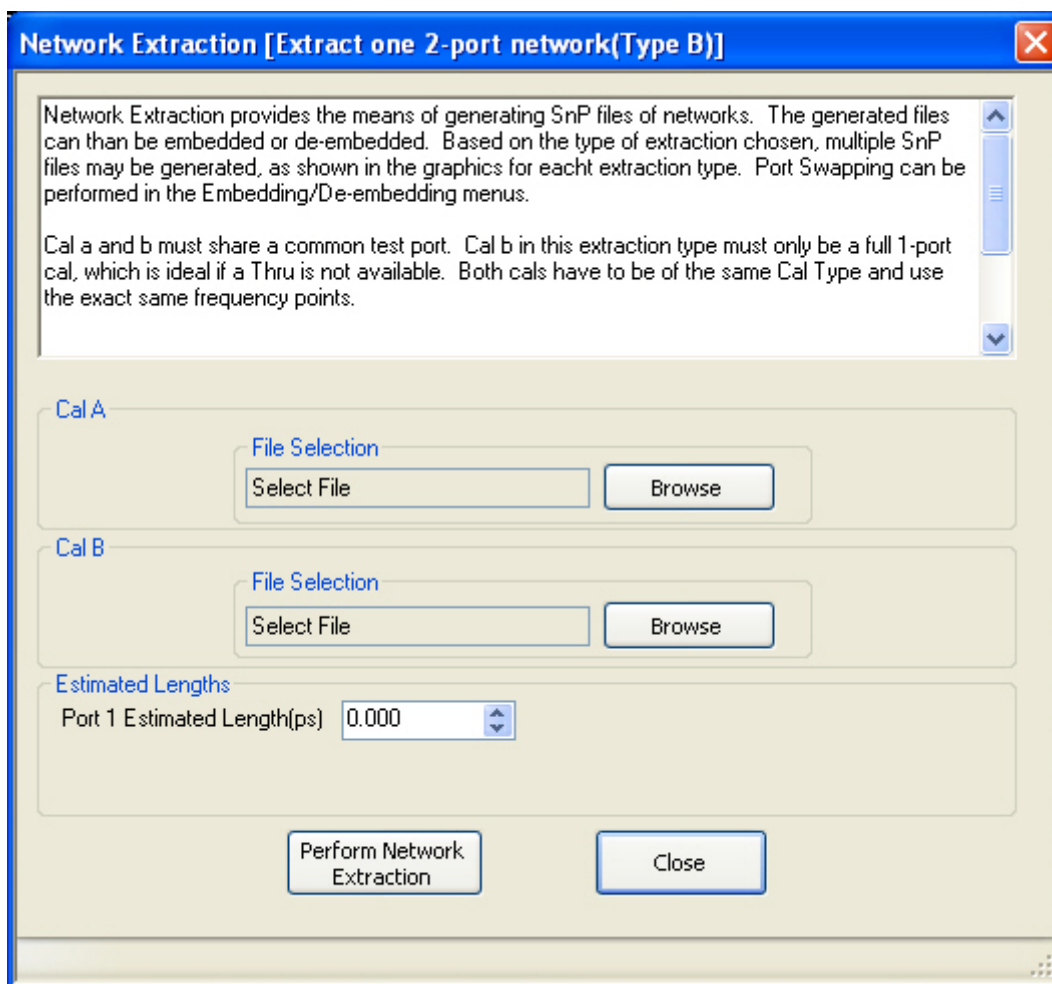 Network Extraction [Extract one 2-port network(Type B)]
Network Extraction provides the means of generating SnP files of networks.  The generated files
can than be embedded or de-embedded.  Based on the type of extraction chosen, multiple SnP
files may be generated, as shown in the graphics for eacht extraction type.  Port Swapping can be
performed in the Embedding/De-embedding menus.
Cal a and b must share a common test port.  Cal b in this extraction type must only be a full 1-port
cal, which is ideal if a Thru is not available.  Both cals have to be of the same Cal Type and use
the exact same frequency points.
Cal A
File Selection
Select File
Browse
Cal B
File Selection
Select File
Browse
Estimated Lengths
Port 1 Estimated Length(ps)
0.000
Perform Network
Extraction
Close